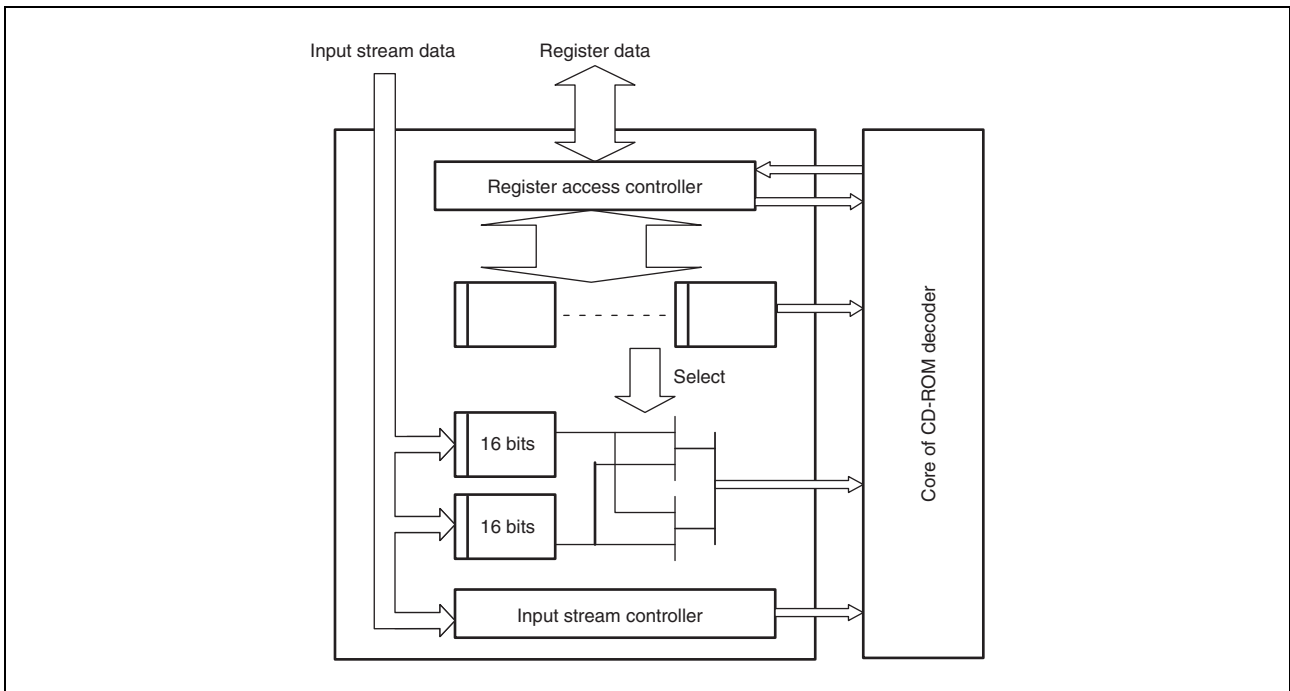 Input stream data
Register data
Register access controller
Select
16 bits
16 bits
Input stream controller
Core of CD-ROM decoder